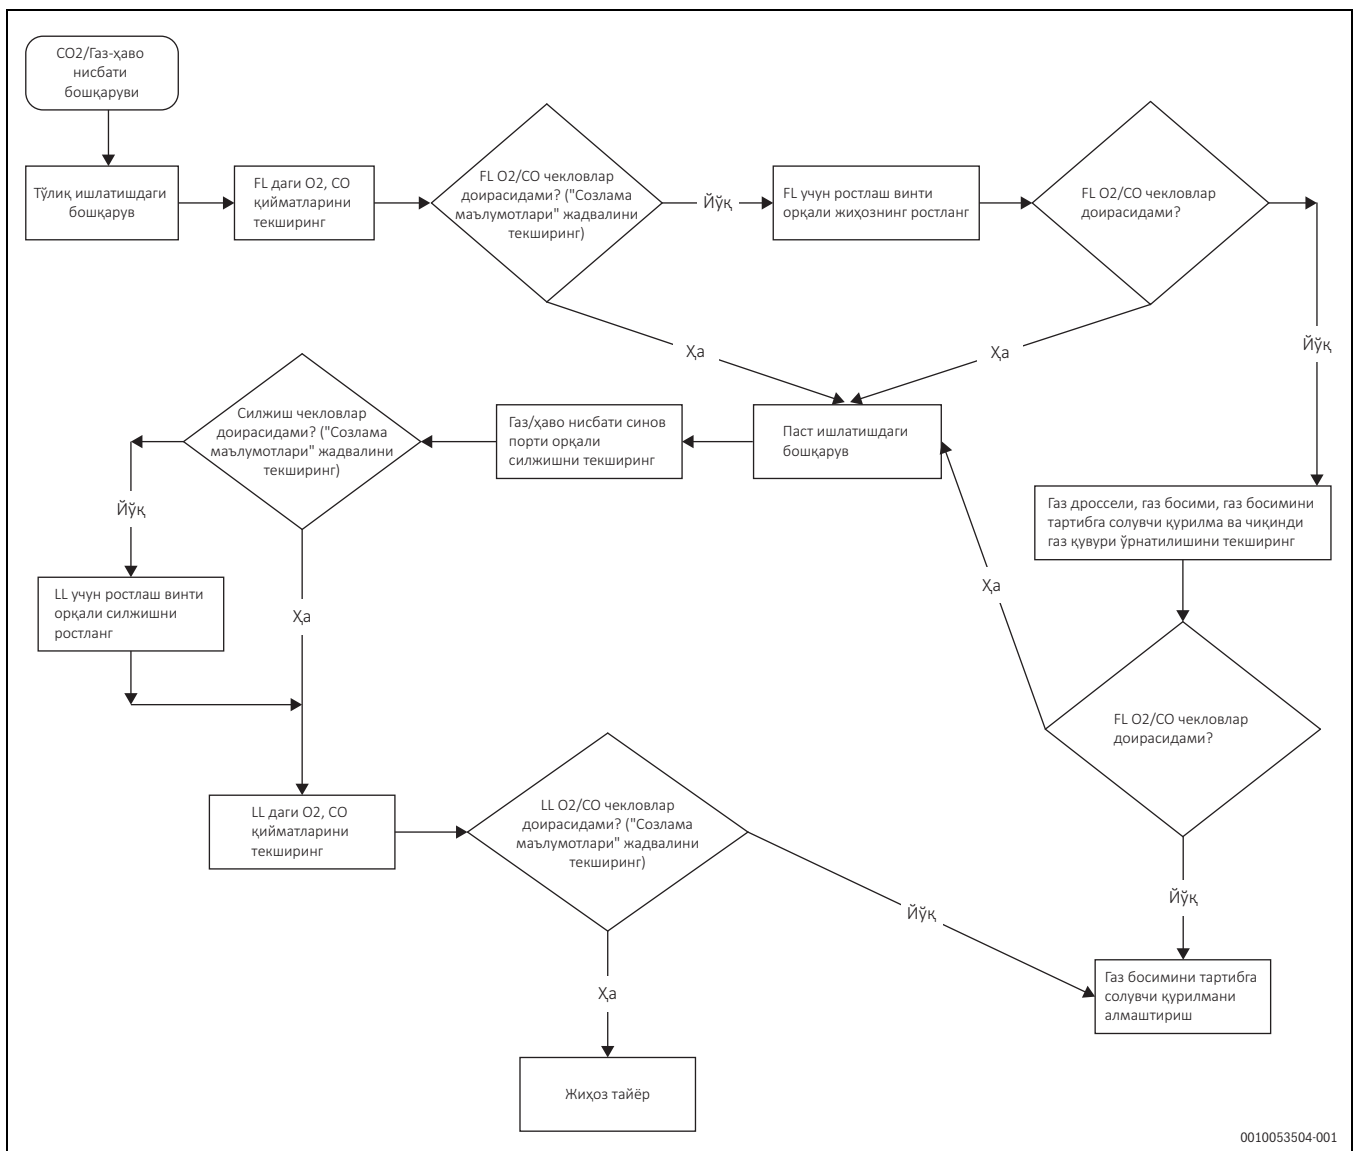 CO2/Газ-ҳаво
нисбати
бошқаруви
Тўлиқ ишлатишдаги
бошқарув
FL даги O2, CO
қийматларини
текширинг
FL O2/CO чекловлар
доирасидами? ("Созлама
маълумотлари" жадвалини
текширинг)
Йўқ
FL учун ростлаш винти
орқали жиҳознинг ростланг
FL O2/CO чекловлар
доирасидами?
Ҳа
Ҳа
Йўқ
Силжиш чекловлар
доирасидами? ("Созлама
маълумотлари" жадвалини
текширинг)
Газ/ҳаво нисбати синов
порти орқали
силжишни текширинг
Паст ишлатишдаги
бошқарув
Йўқ
Газ дроссели, газ босими, газ босимини
тартибга солувчи қурилма ва чиқинди
газ қувури ўрнатилишини текширинг
LL учун ростлаш винти
орқали силжишни
ростланг
Ҳа
Ҳа
FL O2/CO чекловлар
доирасидами?
LL даги O2, CO
қийматларини
текширинг
LL O2/CO чекловлар
доирасидами? ("Созлама
маълумотлари" жадвалини
текширинг)
Йўқ
Йўқ
Ҳа
Газ босимини тартибга
солувчи қурилмани
алмаштириш
Жиҳоз тайёр
0010053504-001